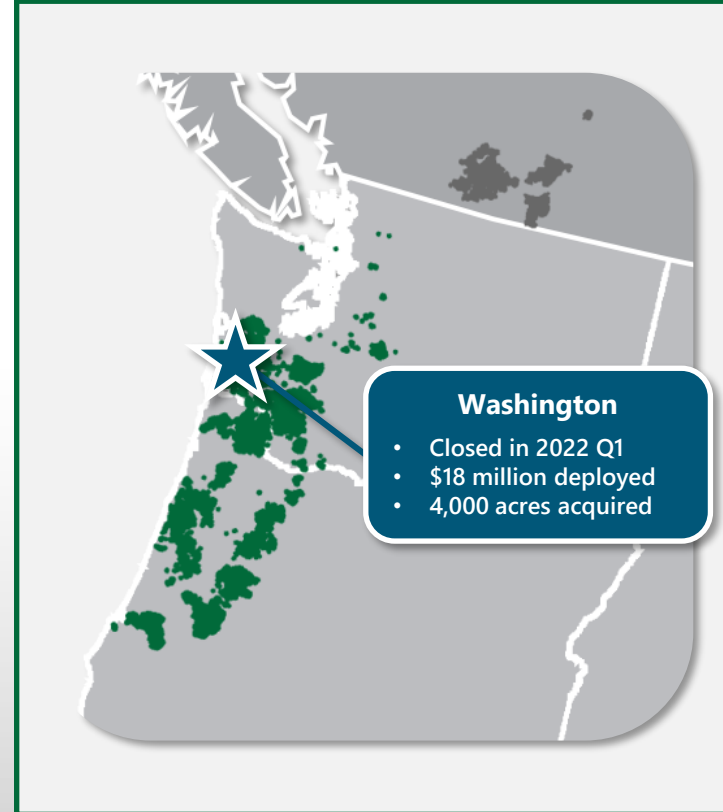 Washington
• Closed in 2022 Q1
• $18 million deployed
• 4,000 acres acquired